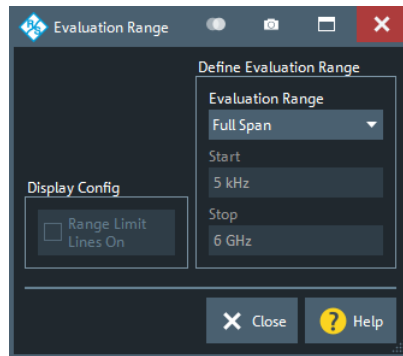 Evaluation Range
Define Evaluation Range
Evaluation Range
Full Span
Start
5 kHz
Display Config
Stop
Range Limit
Lines On
6 GHz
Close
? Help